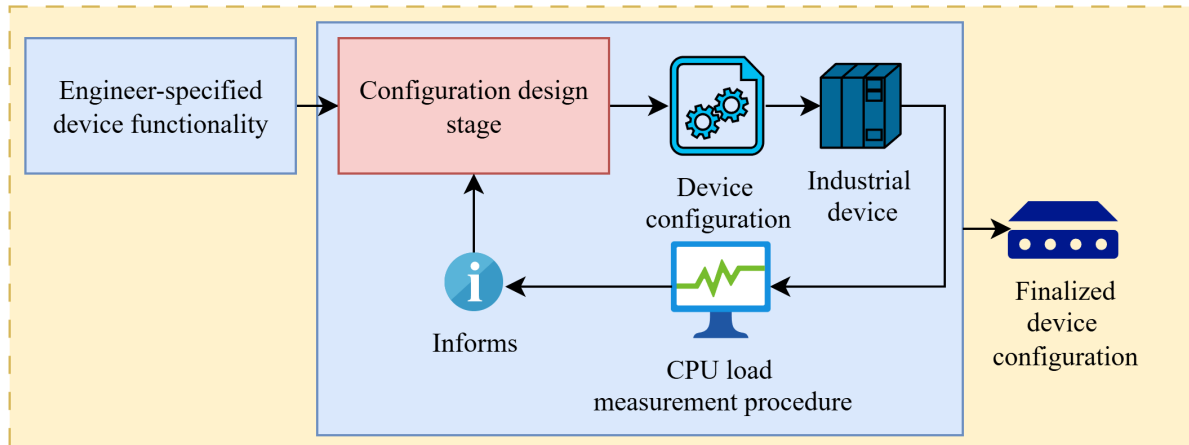 Engineer-specified
device functionality
Configuration design
stage
Device
configuration
Industrial
device
Informs
CPU load
measurement procedure
Finalized
device
configuration